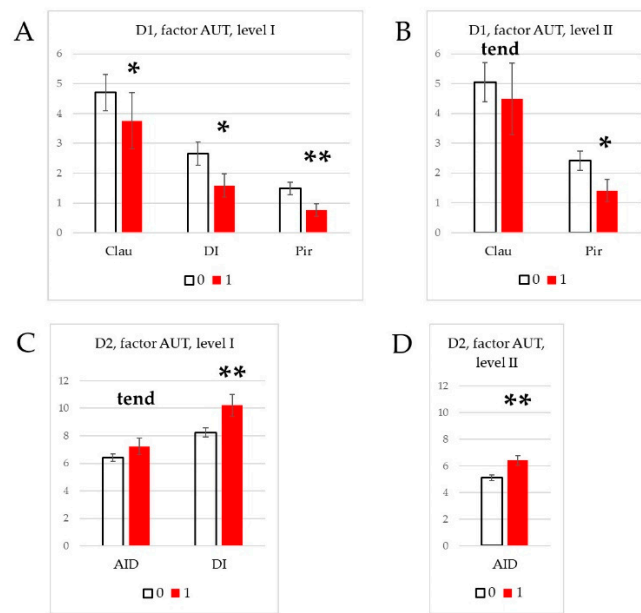 A
D1, factor AUT, level I
6
5
4
3
2
1
0
*
*
**
Clau DI Pir
0 1
B
D1, factor AUT, level II
tend
6
5
4
3
2
1
0
*
Clau Pir
0 1
C
D2, factor AUT, level I
12
10
8
6
4
2
0
tend
**
AID DI
0 1
D
D2, factor AUT,
level II
12
10
8
6
4
2
0
**
AID
0 1